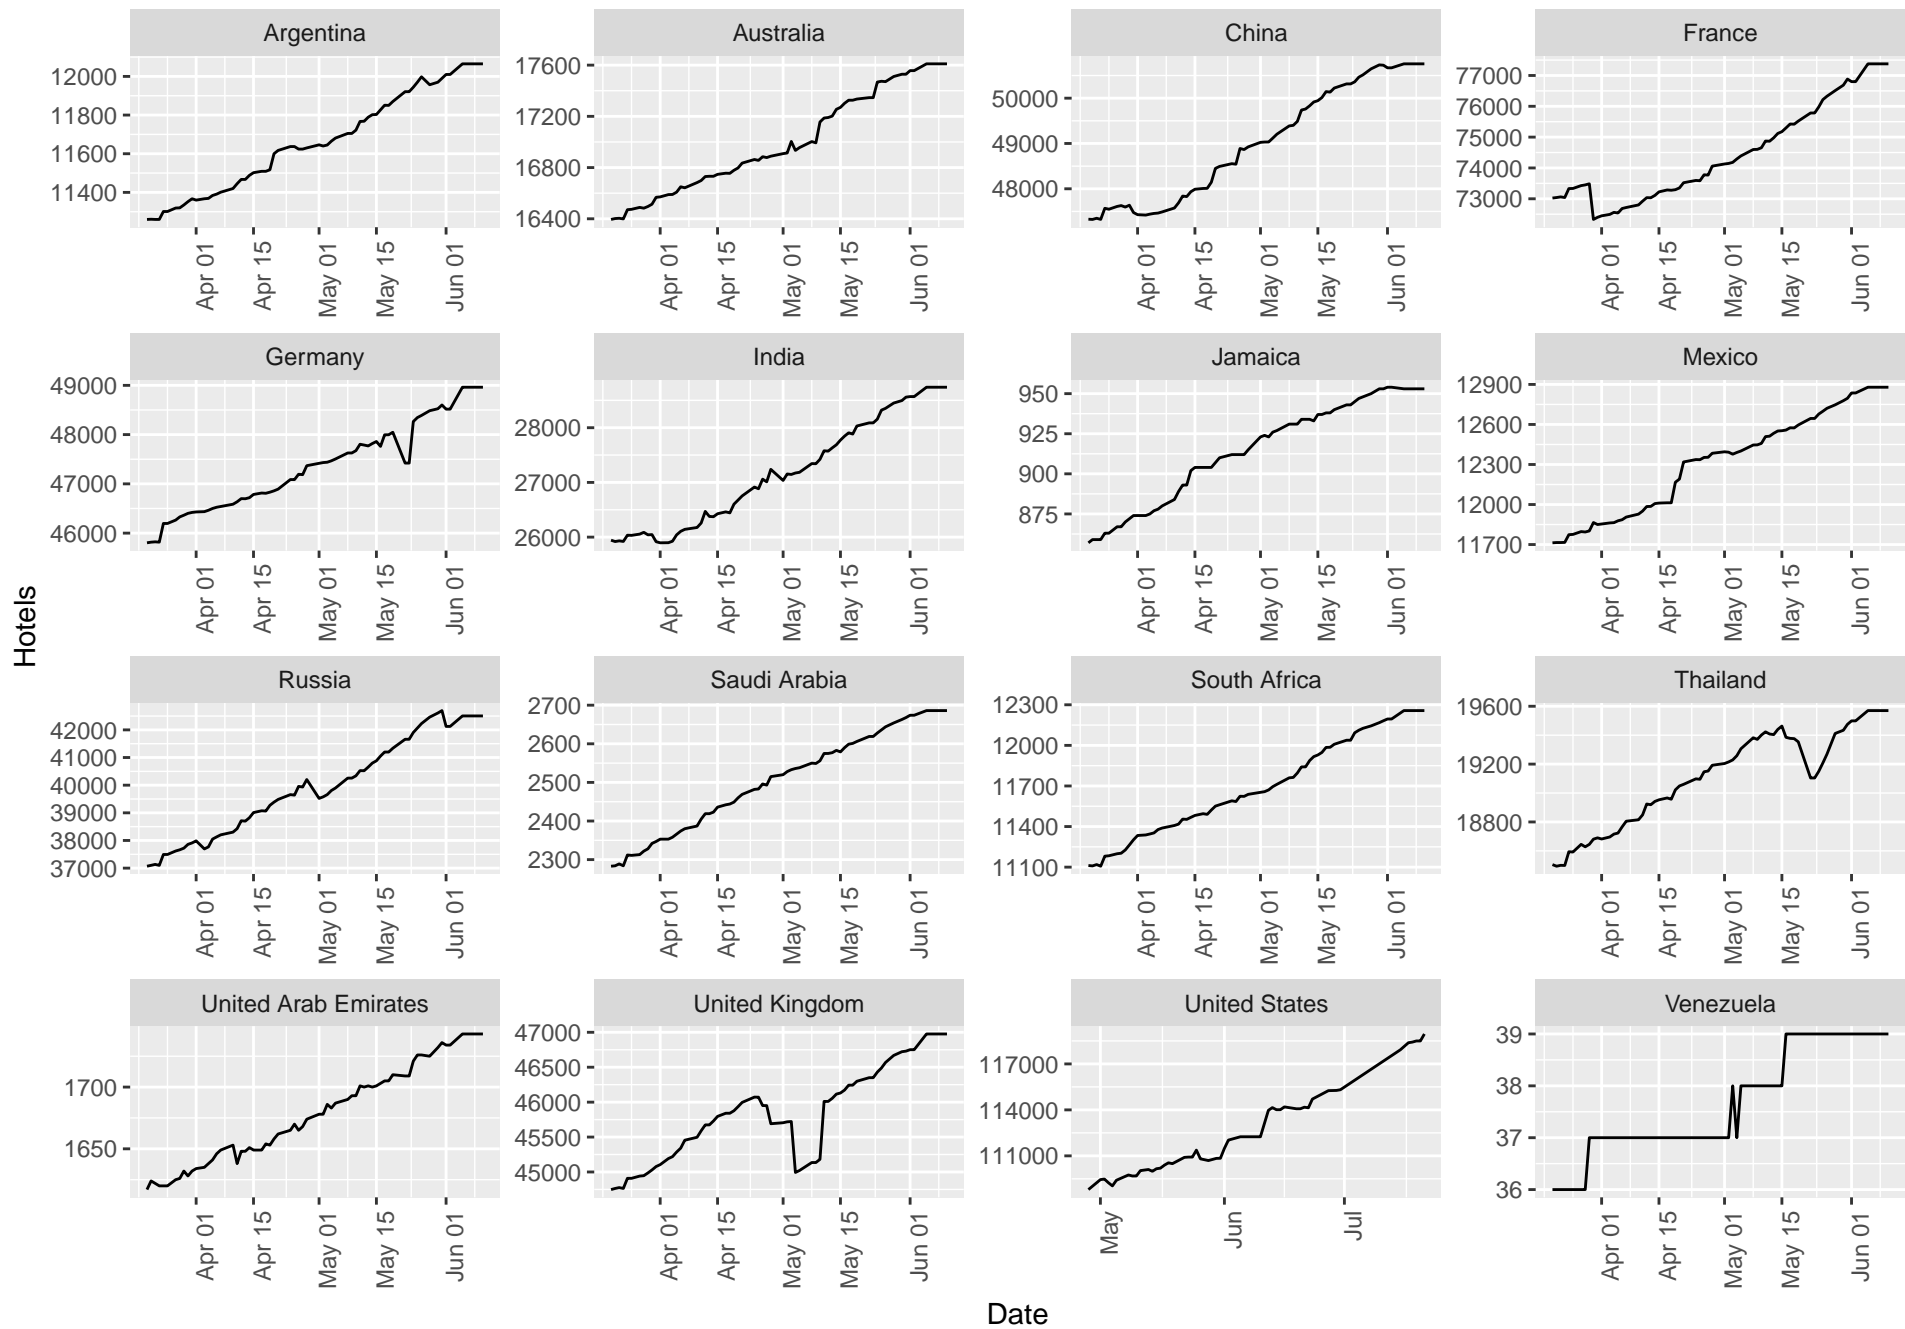 Argentina
Australia
China
France
12000
11800
11600
11400
17600
17200
16800
16400
50000
49000
48000
77000
76000
75000
74000
73000
Apr 01
Apr 15
May 01
May 15
Jun 01
Apr 01
Apr 15
May 01
May 15
Jun 01
Apr 01
Apr 15
May 01
May 15
Jun 01
Apr 01
Apr 15
May 01
May 15
Jun 01
Germany
India
Jamaica
Mexico
49000
48000
47000
46000
28000
27000
26000
950
925
900
875
12900
12600
12300
12000
11700
Apr 01
Apr 15
May 01
May 15
Jun 01
Apr 01
Apr 15
May 01
May 15
Jun 01
Apr 01
Apr 15
May 01
May 15
Jun 01
Apr 01
Apr 15
May 01
May 15
Jun 01
Hotels
Russia
Saudi Arabia
South Africa
Thailand
42000
41000
40000
39000
38000
37000
2700
2600
2500
2400
2300
12300
12000
11700
11400
11100
19600
19200
18800
Apr 01
Apr 15
May 01
May 15
Jun 01
Apr 01
Apr 15
May 01
May 15
Jun 01
Apr 01
Apr 15
May 01
May 15
Jun 01
Apr 01
Apr 15
May 01
May 15
Jun 01
United Arab Emirates
United Kingdom
United States
Venezuela
1700
1650
47000
46500
46000
45500
45000
117000
114000
111000
39
38
37
36
Apr 01
Apr 15
May 01
May 15
Jun 01
Apr 01
Apr 15
May 01
May 15
Jun 01
May
Jun
Jul
Apr 01
Apr 15
May 01
May 15
Jun 01
Date